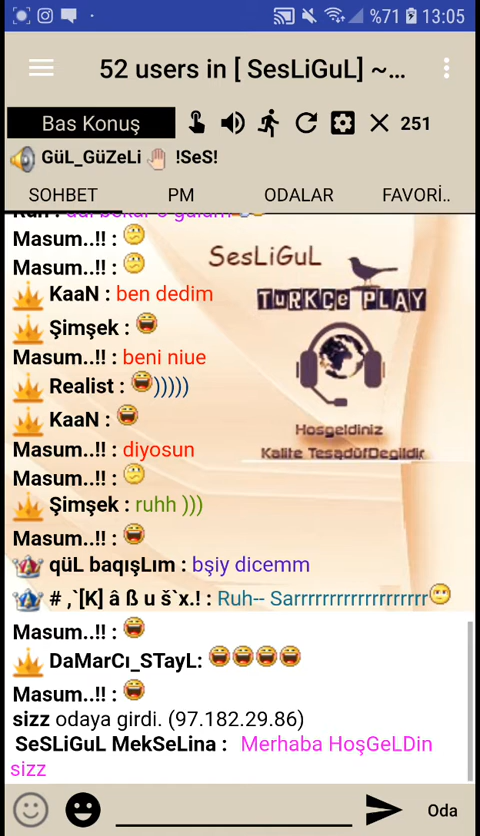 %71 13:05
52 users in [ SesLiGuL] ~...
Bas Konuş 251
GüL_GüZeLi !SeS!
SOHBET PM ODALAR FAVORİ..
Masum..!! :
Masum..!! :
KaaN : ben dedim
Şimşek :
Masum..!! : beni niue
Realist : )))))
KaaN :
Masum..!! : diyosun
Masum..!! :
Şimşek : ruhh )))
Masum..!! :
qüL baqışLım : bşiy dicemm
# ,`[K] â ß u š`x.! : Ruh-- Sarrrrrrrrrrrrrrrrrrr
Masum..!! :
DaMarCı_STayL:
Masum..!! :
sizz odaya girdi. (97.182.29.86)
SeSLiGuL MekSeLina : Merhaba HoşGeLDin
sizz
SesLiGuL
TURKCe PLAY
Hosgeldiniz
Kalite TesadüfDegildir
Oda